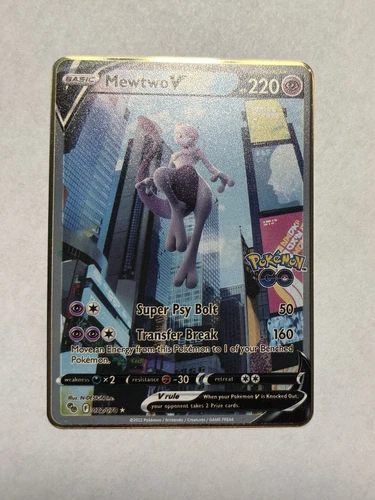 BASIC Mewtwo V 220
Pokémon
GO
Super Psy Bolt 50
Transfer Break 160
Move an Energy from this Pokémon to 1 of your Benched
Pokémon.
weakness ×2 resistance -30 retreat
V rule When your Pokémon V is Knocked Out,
your opponent takes 2 Prize cards.
©2022 Pokémon / Nintendo / Creatures / GAME FREAK